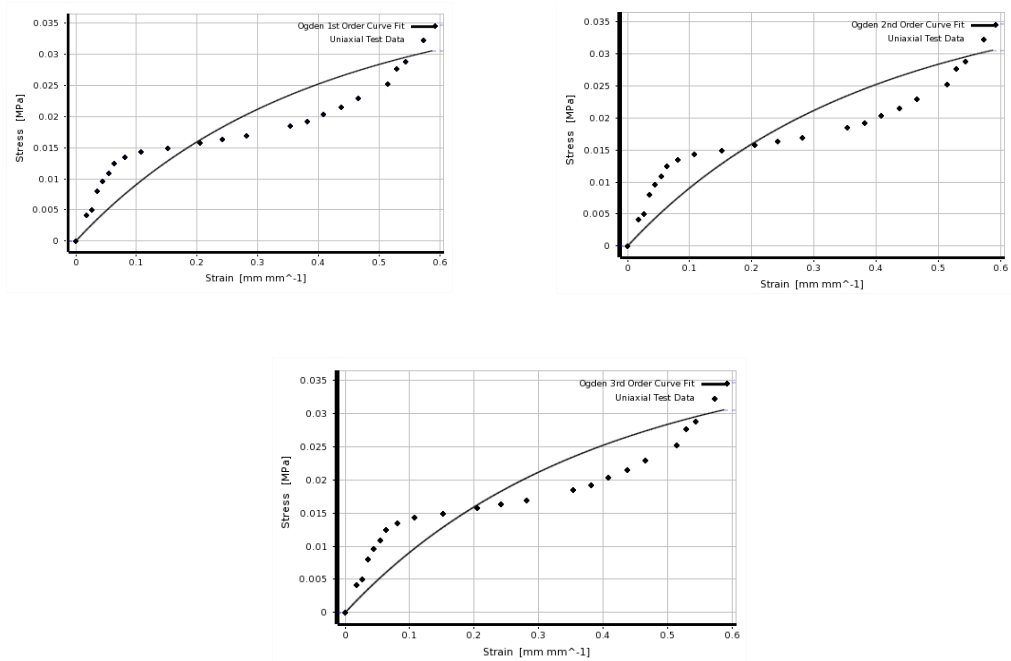 0.035
0.03
0.025
0.02
0.015
0.01
0.005
0
Stress [MPa]
Ogden 1st Order Curve Fit
Uniaxial Test Data
0 0.1 0.2 0.3 0.4 0.5 0.6
Strain [mm mm^-1]
0.035
0.03
0.025
0.02
0.015
0.01
0.005
0
Stress [MPa]
Ogden 2nd Order Curve Fit
Uniaxial Test Data
0 0.1 0.2 0.3 0.4 0.5 0.6
Strain [mm mm^-1]
0.035
0.03
0.025
0.02
0.015
0.01
0.005
0
Stress [MPa]
Ogden 3rd Order Curve Fit
Uniaxial Test Data
0 0.1 0.2 0.3 0.4 0.5 0.6
Strain [mm mm^-1]